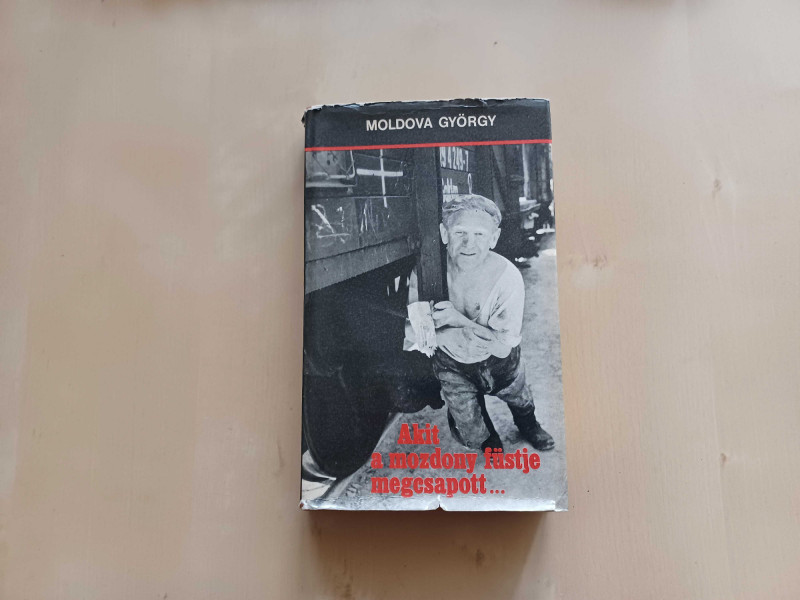 MOLDOVA GYÖRGY
Akit
a mozdony füstje
megcsapott...